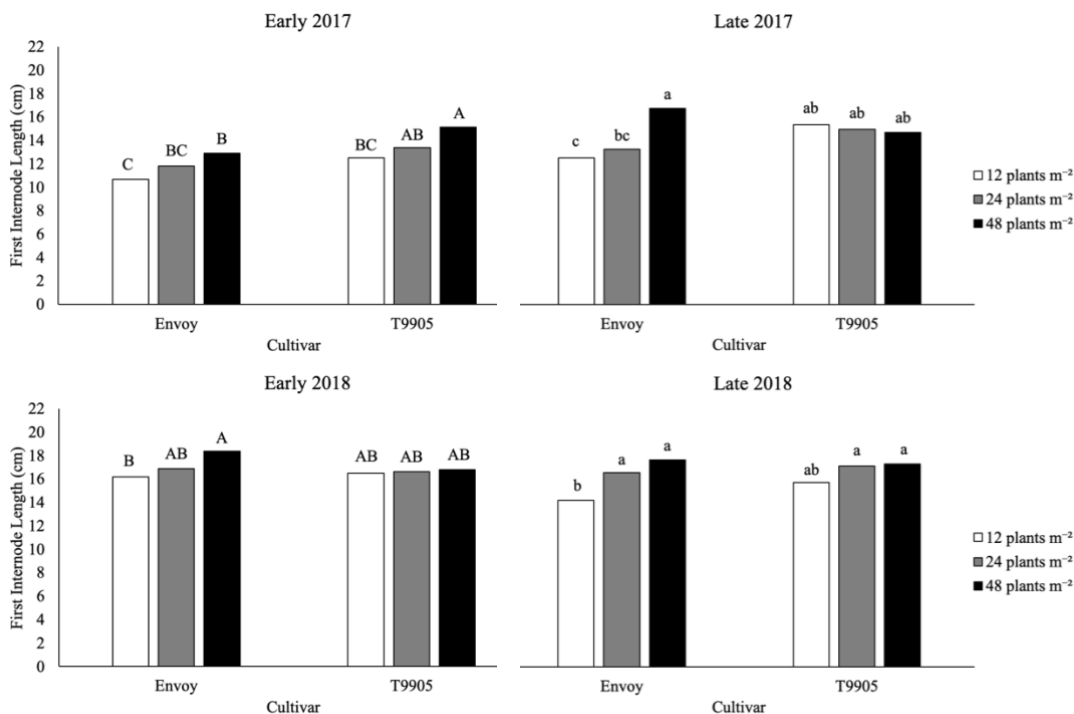 Early 2017
First Internode Length (cm)
22
20
18
16
14
12
10
8
6
4
2
0
C
BC
B
BC
AB
A
Envoy
T9905
Cultivar
Late 2017
c
bc
a
ab
ab
ab
Envoy
T9905
Cultivar
12 plants m⁻²
24 plants m⁻²
48 plants m⁻²
Early 2018
First Internode Length (cm)
22
20
18
16
14
12
10
8
6
4
2
0
B
AB
A
AB
AB
AB
Envoy
T9905
Cultivar
Late 2018
b
a
a
ab
a
a
Envoy
T9905
Cultivar
12 plants m⁻²
24 plants m⁻²
48 plants m⁻²